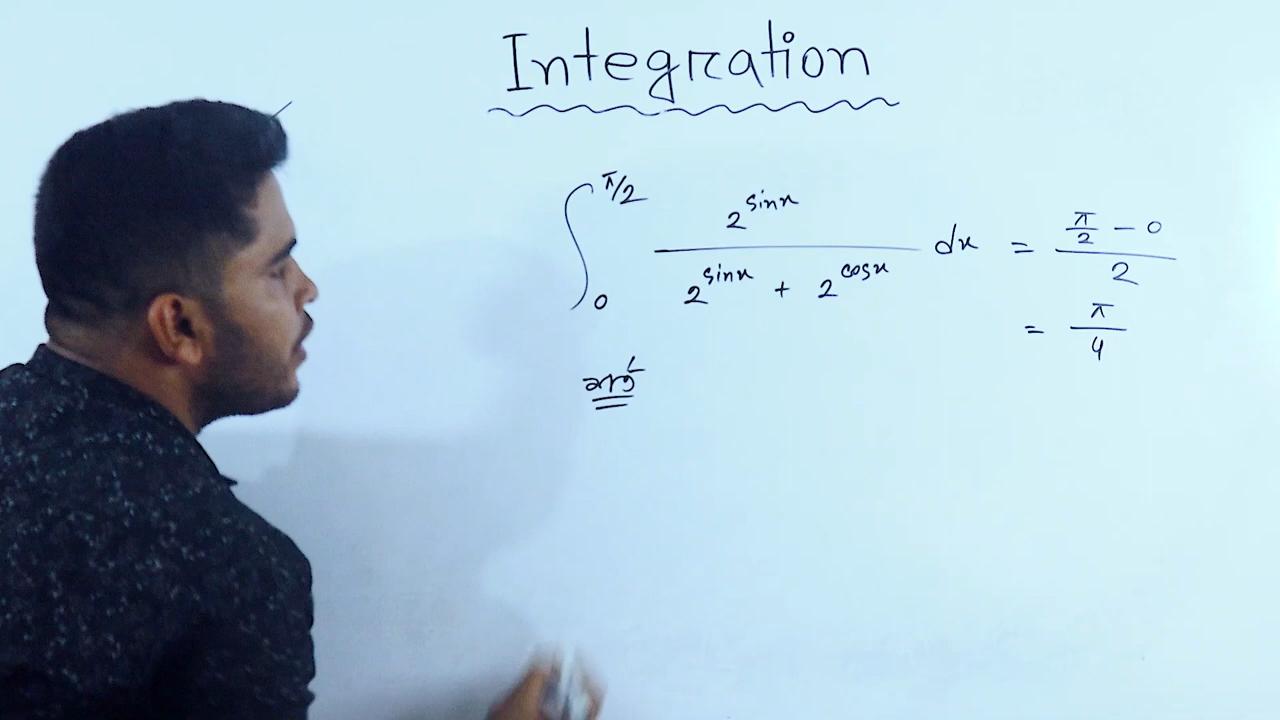 Integration
∫₀^{π/2} 2^{sinx} / (2^{sinx} + 2^{cosx}) dx = (π/2 − 0) / 2
= π/4